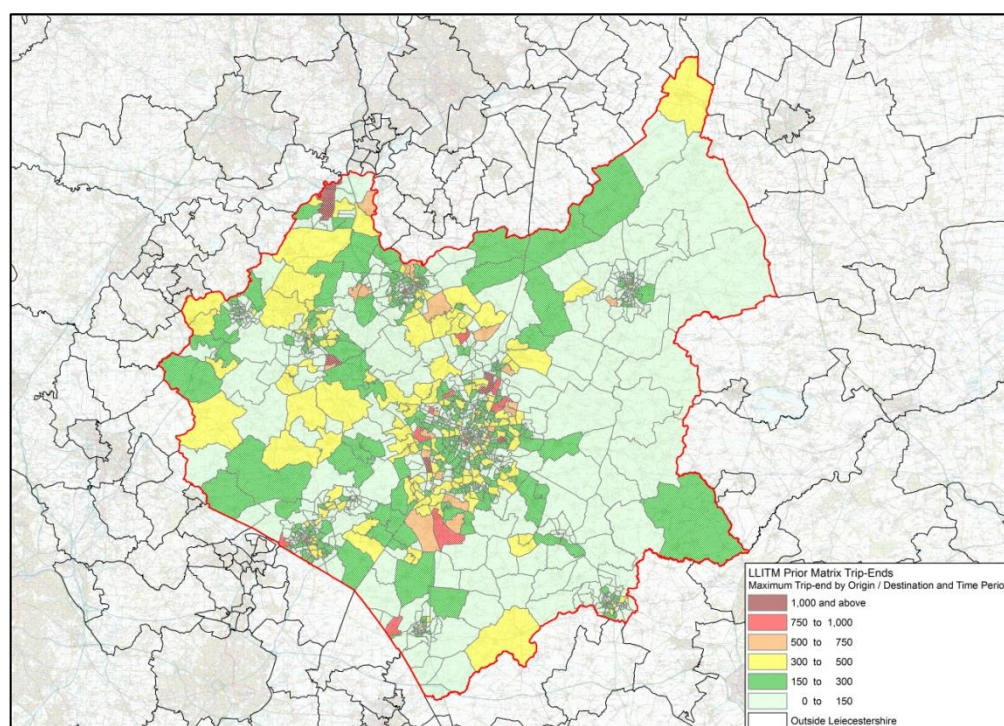 LLITM Prior Matrix Trip-Ends
Maximum Trip-end by Origin / Destination and Time Perio
1,000 and above
750 to 1,000
500 to 750
300 to 500
150 to 300
0 to 150
Outside Leiecestershire